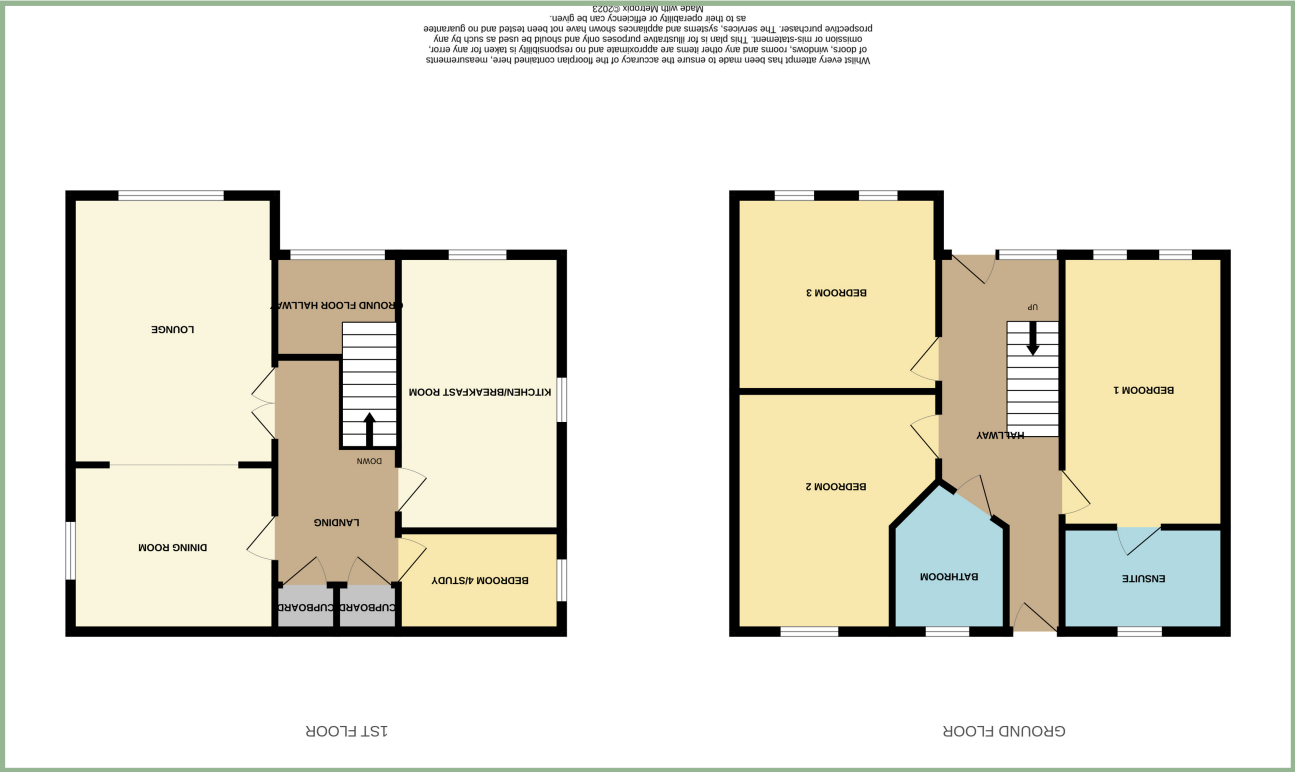 GROUND FLOOR
ENSUITE
BATHROOM
BEDROOM 2
HALLWAY
BEDROOM 1
UP
BEDROOM 3
1ST FLOOR
CUPBOARD
CUPBOARD
BEDROOM 4/STUDY
DINING ROOM
LANDING
DOWN
KITCHEN/BREAKFAST ROOM
LOUNGE
GROUND FLOOR HALLWAY
Whilst every attempt has been made to ensure the accuracy of the floorplan contained here, measurements
of doors, windows, rooms and any other items are approximate and no responsibility is taken for any error,
omission or mis-statement. This plan is for illustrative purposes only and should be used as such by any
prospective purchaser. The services, systems and appliances shown have not been tested and no guarantee
as to their operability or efficiency can be given.
Made with Metropix ©2023